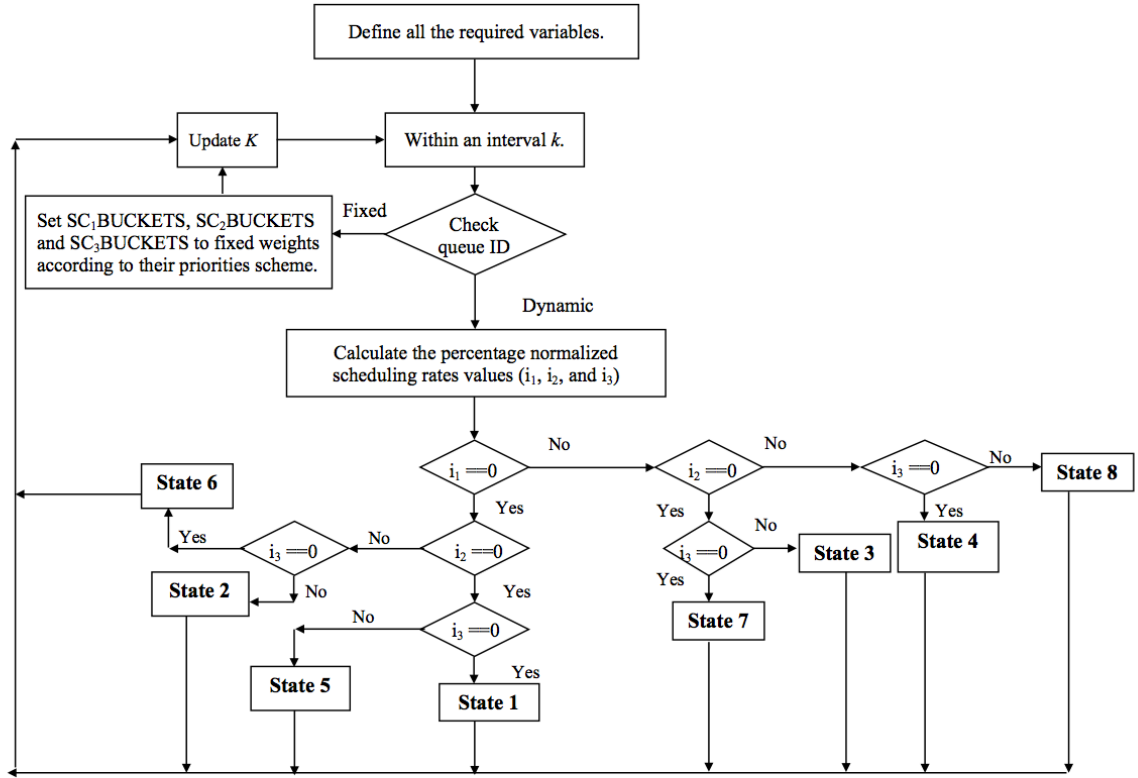 Define all the required variables.
Update K
Within an interval k.
Set SC₁BUCKETS, SC₂BUCKETS
and SC₃BUCKETS to fixed weights
according to their priorities scheme.
Fixed
Check
queue ID
Dynamic
Calculate the percentage normalized
scheduling rates values (i₁, i₂, and i₃)
i₁ ==0
No
i₂ ==0
No
i₃ ==0
No
State 8
Yes
Yes
Yes
State 6
Yes
i₃ ==0
No
i₂ ==0
i₃ ==0
No
State 3
State 4
State 2
No
Yes
Yes
No
i₃ ==0
State 7
State 5
Yes
State 1